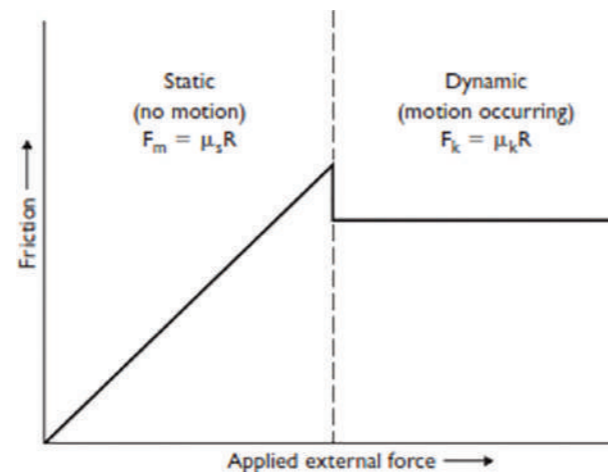 Static
(no motion)
Fₘ = μₛR
Dynamic
(motion occurring)
Fₖ = μₖR
Friction
Applied external force